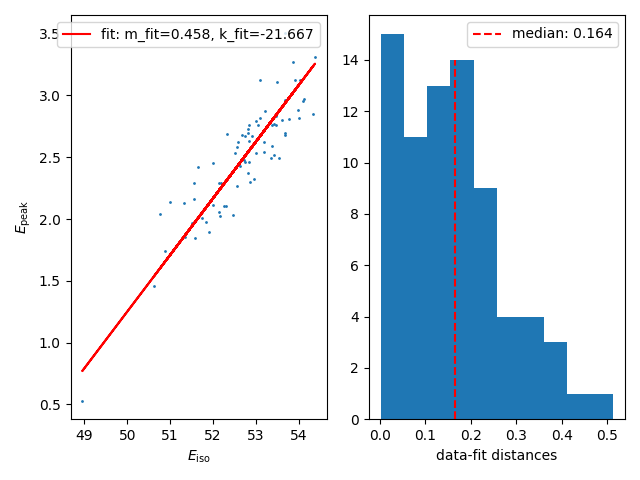 fit: m_fit=0.458, k_fit=-21.667
3.5
3.0
2.5
2.0
1.5
1.0
0.5
E_peak
49 50 51 52 53 54
E_iso
median: 0.164
14
12
10
8
6
4
2
0
0.0 0.1 0.2 0.3 0.4 0.5
data-fit distances